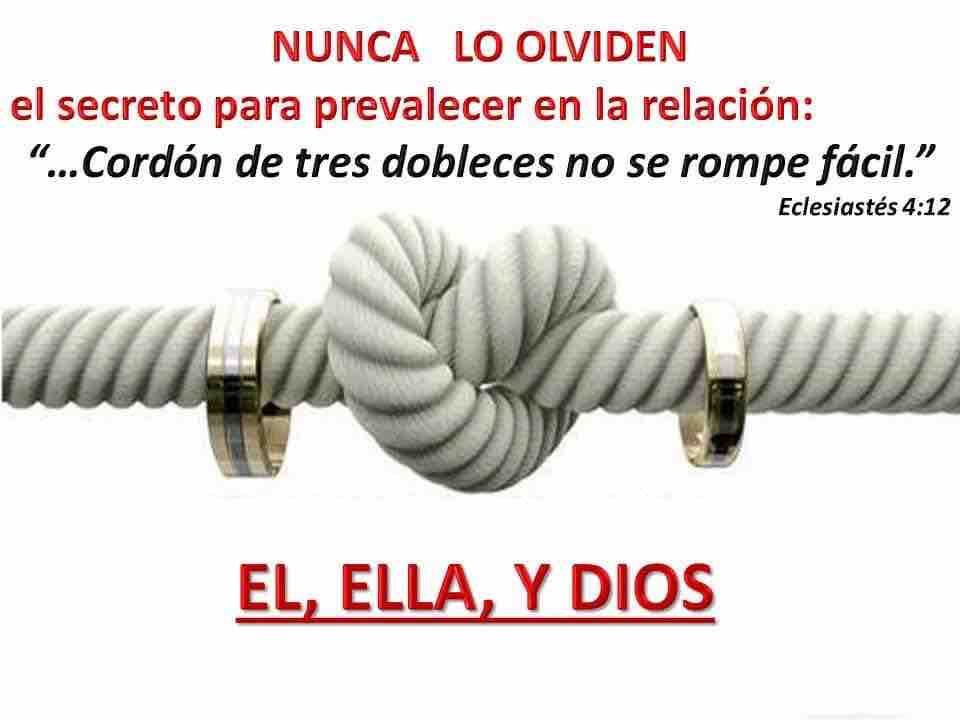 NUNCA LO OLVIDEN
el secreto para prevalecer en la relación:
“...Cordón de tres dobleces no se rompe fácil.”
Eclesiastés 4:12
EL, ELLA, Y DIOS